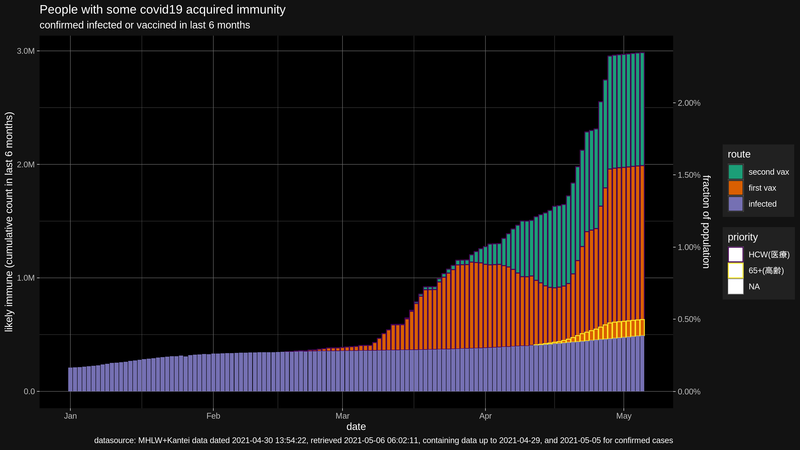 People with some covid19 acquired immunity
confirmed infected or vaccined in last 6 months
likely immune (cumulative count in last 6 months)
3.0M
2.0M
1.0M
0.0
Jan
Feb
Mar
Apr
May
date
2.00%
1.50%
1.00%
0.50%
0.00%
fraction of population
route
second vax
first vax
infected
priority
HCW(医療)
65+(高齢)
NA
datasource: MHLW+Kantei data dated 2021-04-30 13:54:22, retrieved 2021-05-06 06:02:11, containing data up to 2021-04-29, and 2021-05-05 for confirmed cases